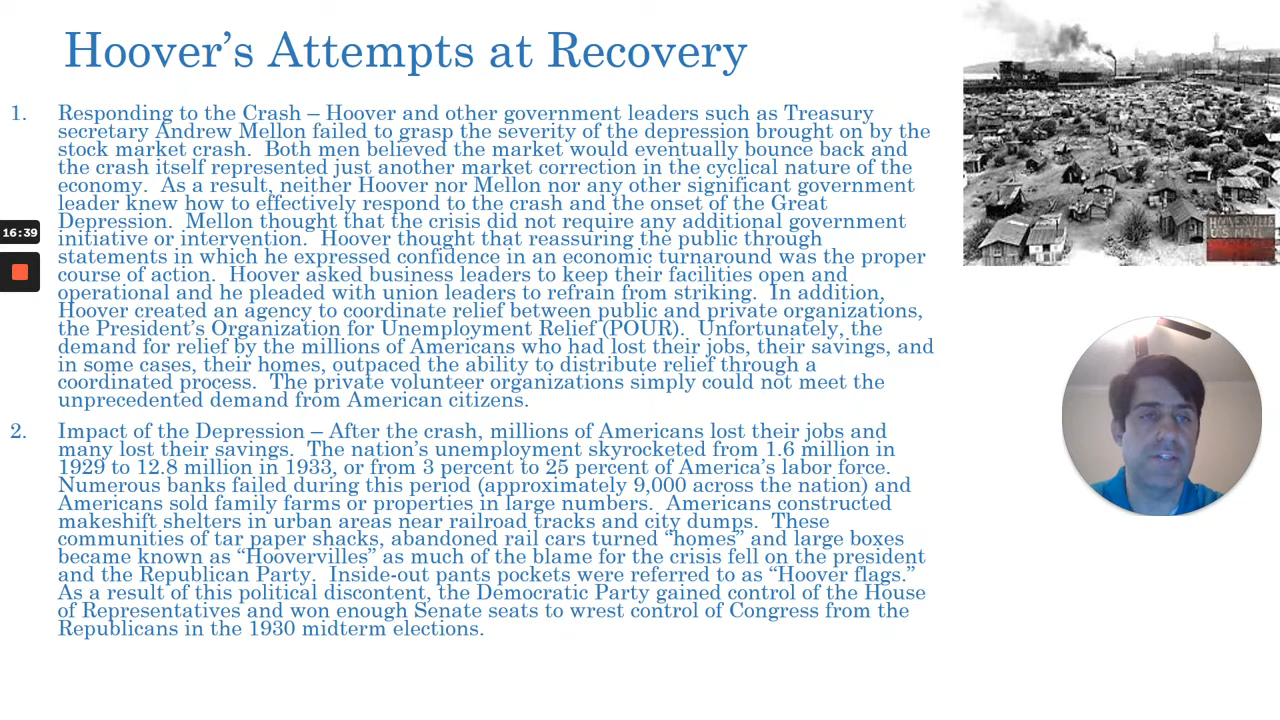 Hoover's Attempts at Recovery
1. Responding to the Crash – Hoover and other government leaders such as Treasury
secretary Andrew Mellon failed to grasp the severity of the depression brought on by the
stock market crash. Both men believed the market would eventually bounce back and
the crash itself represented just another market correction in the cyclical nature of the
economy. As a result, neither Hoover nor Mellon nor any other significant government
leader knew how to effectively respond to the crash and the onset of the Great
Depression. Mellon thought that the crisis did not require any additional government
initiative or intervention. Hoover thought that reassuring the public through
statements in which he expressed confidence in an economic turnaround was the proper
course of action. Hoover asked business leaders to keep their facilities open and
operational and he pleaded with union leaders to refrain from striking. In addition,
Hoover created an agency to coordinate relief between public and private organizations,
the President's Organization for Unemployment Relief (POUR). Unfortunately, the
demand for relief by the millions of Americans who had lost their jobs, their savings, and
in some cases, their homes, outpaced the ability to distribute relief through a
coordinated process. The private volunteer organizations simply could not meet the
unprecedented demand from American citizens.
2. Impact of the Depression – After the crash, millions of Americans lost their jobs and
many lost their savings. The nation's unemployment skyrocketed from 1.6 million in
1929 to 12.8 million in 1933, or from 3 percent to 25 percent of America's labor force.
Numerous banks failed during this period (approximately 9,000 across the nation) and
Americans sold family farms or properties in large numbers. Americans constructed
makeshift shelters in urban areas near railroad tracks and city dumps. These
communities of tar paper shacks, abandoned rail cars turned “homes” and large boxes
became known as “Hoovervilles” as much of the blame for the crisis fell on the president
and the Republican Party. Inside-out pants pockets were referred to as “Hoover flags.”
As a result of this political discontent, the Democratic Party gained control of the House
of Representatives and won enough Senate seats to wrest control of Congress from the
Republicans in the 1930 midterm elections.
16:39
HOOVERVILLE
U.S MAIL